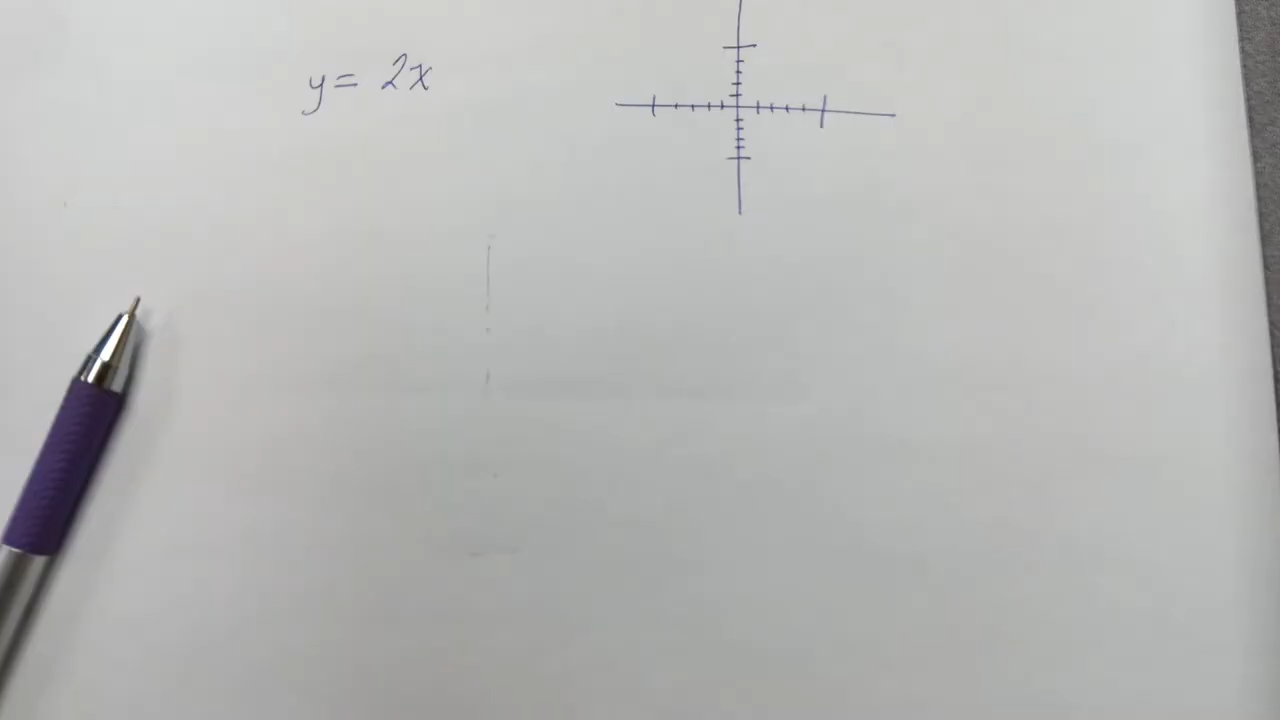 y = 2x